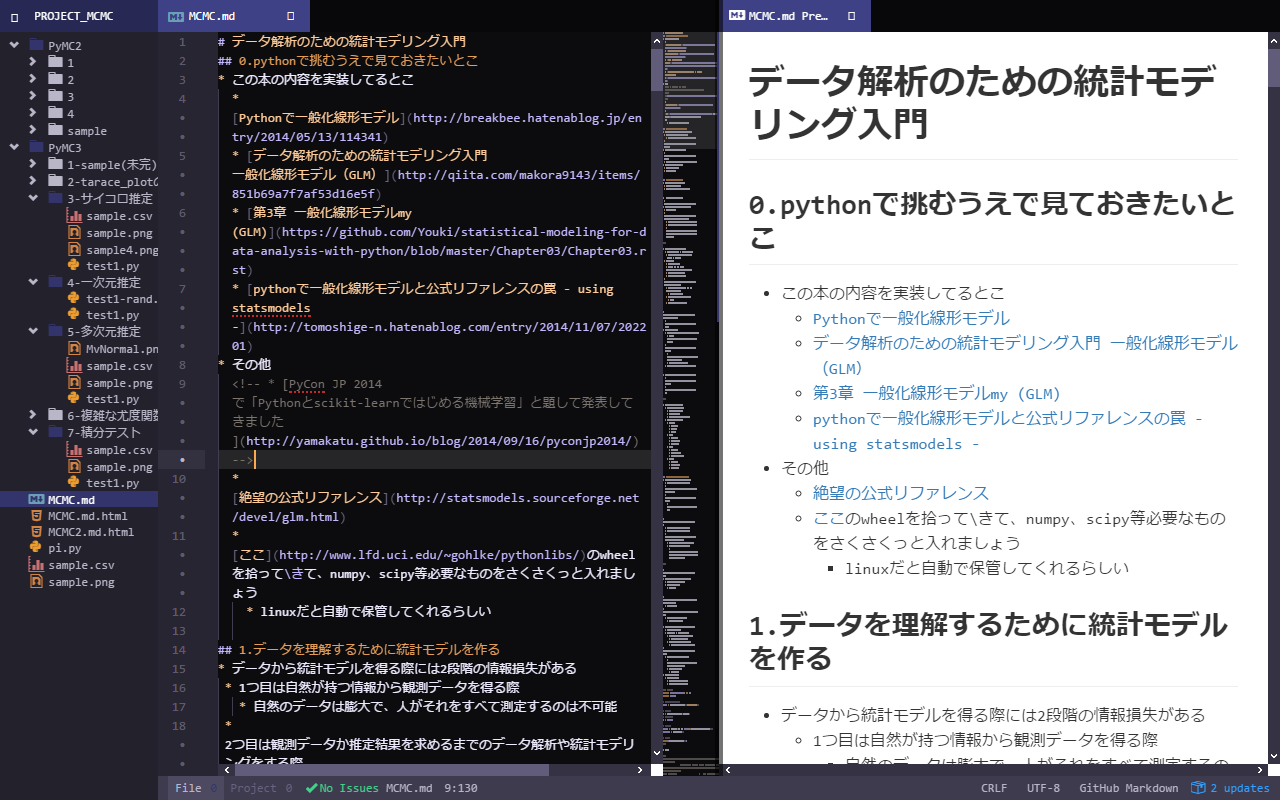 PROJECT_MCMC
PyMC2
1
2
3
4
sample
PyMC3
1-sample(未完)
2-tarace_plotの
3-サイコロ推定
sample.csv
sample.png
sample4.png
test1.py
4-一次元推定
test1-rand.
test1.py
5-多次元推定
MvNormal.pn
sample.csv
sample.png
test1.py
6-複雑な尤度関数
7-積分テスト
sample.csv
sample.png
test1.py
MCMC.md
MCMC.md.html
MCMC2.md.html
pi.py
sample.csv
sample.png
MCMC.md
1 # データ解析のための統計モデリング入門
2 ## 0.pythonで挑むうえで見ておきたいとこ
3 * この本の内容を実装してるとこ
4 *
[Pythonで一般化線形モデル](http://breakbee.hatenablog.jp/en
try/2014/05/13/114341)
5 * [データ解析のための統計モデリング入門
一般化線形モデル（GLM）](http://qiita.com/makora9143/items/
851b69a7f7af53d16e5f)
6 * [第3章 一般化線形モデルmy
(GLM)](https://github.com/Youki/statistical-modeling-for-d
ata-analysis-with-python/blob/master/Chapter03/Chapter03.r
st)
7 * [pythonで一般化線形モデルと公式リファレンスの罠 - using
statsmodels
-](http://tomoshige-n.hatenablog.com/entry/2014/11/07/2022
01)
8 * その他
9 <!-- * [PyCon JP 2014
で「Pythonとscikit-learnではじめる機械学習」と題して発表して
きました
](http://yamakatu.github.io/blog/2014/09/16/pyconjp2014/)
-->
10 *
[絶望の公式リファレンス](http://statsmodels.sourceforge.net
/devel/glm.html)
11 *
[ここ](http://www.lfd.uci.edu/~gohlke/pythonlibs/)のwheel
を拾って\きて、numpy、scipy等必要なものをさくさくっと入れまし
ょう
12 * linuxだと自動で保管してくれるらしい
13
14 ## 1.データを理解するために統計モデルを作る
15 * データから統計モデルを得る際には2段階の情報損失がある
16 * 1つ目は自然が持つ情報から観測データを得る際
17 * 自然のデータは膨大で、人がそれをすべて測定するのは不可能
18 *
2つ目は観測データか推定結果を求めるまでのデータ解析や統計モデリ
ングをする際
MCMC.md Pre…
データ解析のための統計モデ
リング入門
0.pythonで挑むうえで見ておきたいと
こ
この本の内容を実装してるとこ
Pythonで一般化線形モデル
データ解析のための統計モデリング入門 一般化線形モデル
（GLM）
第3章 一般化線形モデルmy (GLM)
pythonで一般化線形モデルと公式リファレンスの罠 -
using statsmodels -
その他
絶望の公式リファレンス
ここのwheelを拾って\きて、numpy、scipy等必要なもの
をさくさくっと入れましょう
linuxだと自動で保管してくれるらしい
1.データを理解するために統計モデル
を作る
データから統計モデルを得る際には2段階の情報損失がある
1つ目は自然が持つ情報から観測データを得る際
自然のデータは膨大で、人がそれをすべて測定するの
File 0 Project 0 No Issues MCMC.md 9:130 CRLF UTF-8 GitHub Markdown 2 updates